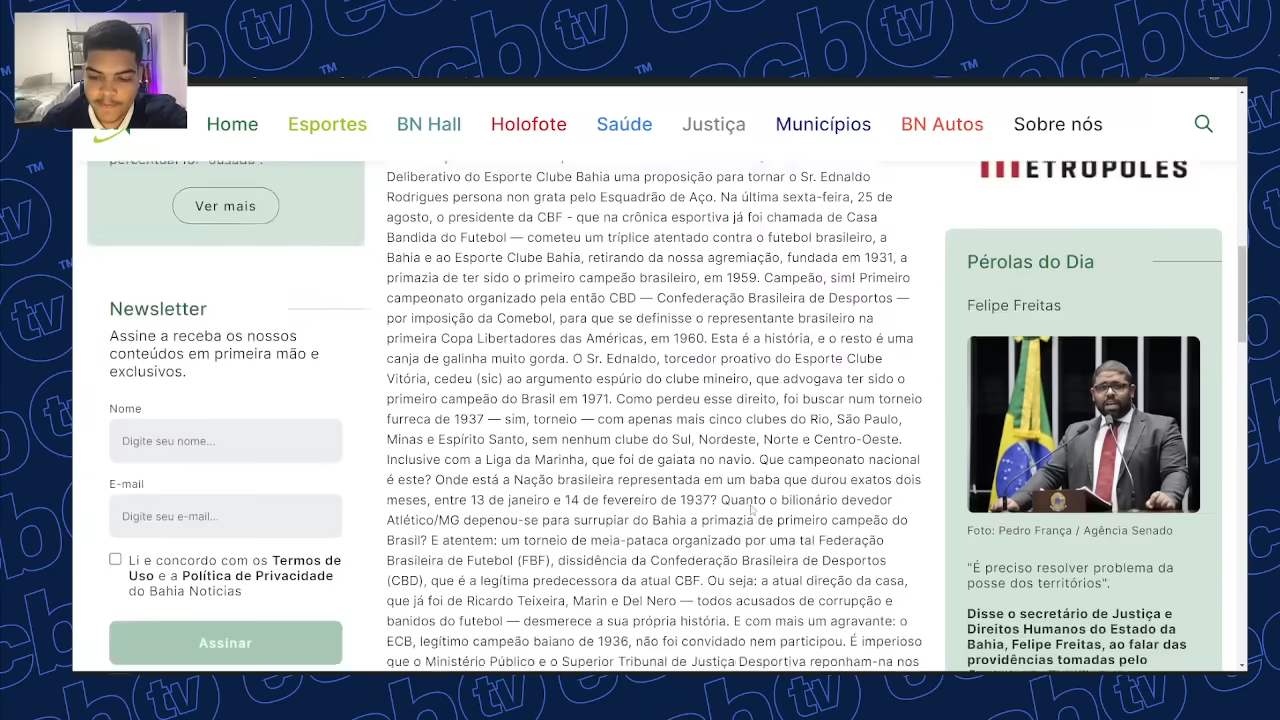 Home
Esportes
BN Hall
Holofote
Saúde
Justiça
Municípios
BN Autos
Sobre nós
Ver mais
Newsletter
Assine a receba os nossos
conteúdos em primeira mão e
exclusivos.
Nome
Digite seu nome...
E-mail
Digite seu e-mail...
Li e concordo com os Termos de
Uso e a Política de Privacidade
do Bahia Noticias
Assinar
Deliberativo do Esporte Clube Bahia uma proposição para tornar o Sr. Ednaldo
Rodrigues persona non grata pelo Esquadrão de Aço. Na última sexta-feira, 25 de
agosto, o presidente da CBF - que na crônica esportiva já foi chamada de Casa
Bandida do Futebol — cometeu um tríplice atentado contra o futebol brasileiro, a
Bahia e ao Esporte Clube Bahia, retirando da nossa agremiação, fundada em 1931, a
primazia de ter sido o primeiro campeão brasileiro, em 1959. Campeão, sim! Primeiro
campeonato organizado pela então CBD — Confederação Brasileira de Desportos —
por imposição da Comebol, para que se definisse o representante brasileiro na
primeira Copa Libertadores das Américas, em 1960. Esta é a história, e o resto é uma
canja de galinha muito gorda. O Sr. Ednaldo, torcedor proativo do Esporte Clube
Vitória, cedeu (sic) ao argumento espúrio do clube mineiro, que advogava ter sido o
primeiro campeão do Brasil em 1971. Como perdeu esse direito, foi buscar num torneio
furreca de 1937 — sim, torneio — com apenas mais cinco clubes do Rio, São Paulo,
Minas e Espírito Santo, sem nenhum clube do Sul, Nordeste, Norte e Centro-Oeste.
Inclusive com a Liga da Marinha, que foi de gaiata no navio. Que campeonato nacional
é este? Onde está a Nação brasileira representada em um baba que durou exatos dois
meses, entre 13 de janeiro e 14 de fevereiro de 1937? Quanto o bilionário devedor
Atlético/MG depenou-se para surrupiar do Bahia a primazia de primeiro campeão do
Brasil? E atentem: um torneio de meia-pataca organizado por uma tal Federação
Brasileira de Futebol (FBF), dissidência da Confederação Brasileira de Desportos
(CBD), que é a legítima predecessora da atual CBF. Ou seja: a atual direção da casa,
que já foi de Ricardo Teixeira, Marin e Del Nero — todos acusados de corrupção e
banidos do futebol — desmerece a sua própria história. E com mais um agravante: o
ECB, legítimo campeão baiano de 1936, não foi convidado nem participou. É imperioso
que o Ministério Público e o Superior Tribunal de Justiça Desportiva reponham-na nos
METRÓPOLES
Pérolas do Dia
Felipe Freitas
Foto: Pedro França / Agência Senado
"É preciso resolver problema da
posse dos territórios".
Disse o secretário de Justiça e
Direitos Humanos do Estado da
Bahia, Felipe Freitas, ao falar das
providências tomadas pelo
ecb tv
TM